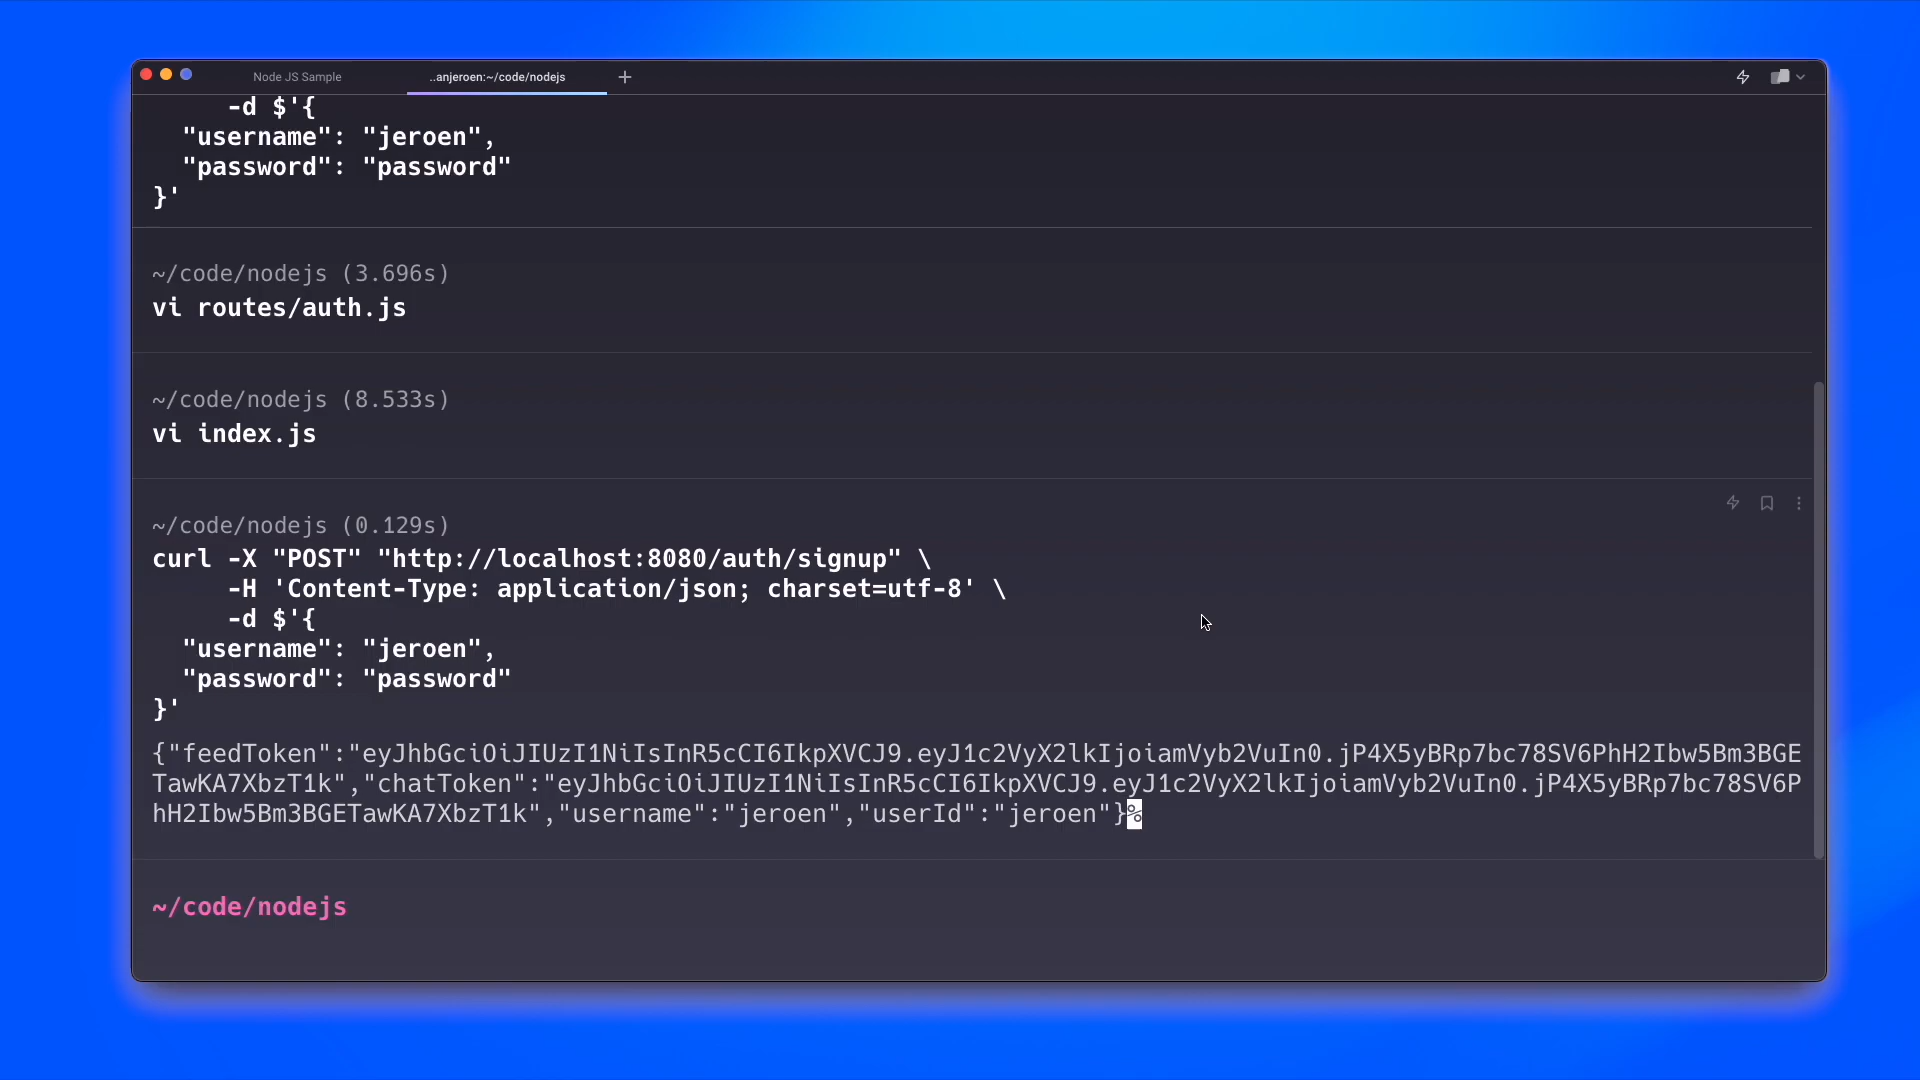 Node JS Sample
..anjeroen:~/code/nodejs
-d $'{
"username": "jeroen",
"password": "password"
}'
~/code/nodejs (3.696s)
vi routes/auth.js
~/code/nodejs (8.533s)
vi index.js
~/code/nodejs (0.129s)
curl -X "POST" "http://localhost:8080/auth/signup" \
-H 'Content-Type: application/json; charset=utf-8' \
-d $'{
"username": "jeroen",
"password": "password"
}'
{"feedToken":"eyJhbGciOiJIUzI1NiIsInR5cCI6IkpXVCJ9.eyJ1c2VyX2lkIjoiamVyb2VuIn0.jP4X5yBRp7bc78SV6PhH2Ibw5Bm3BGE
TawKA7XbzT1k","chatToken":"eyJhbGciOiJIUzI1NiIsInR5cCI6IkpXVCJ9.eyJ1c2VyX2lkIjoiamVyb2VuIn0.jP4X5yBRp7bc78SV6P
hH2Ibw5Bm3BGETawKA7XbzT1k","username":"jeroen","userId":"jeroen"}%
~/code/nodejs